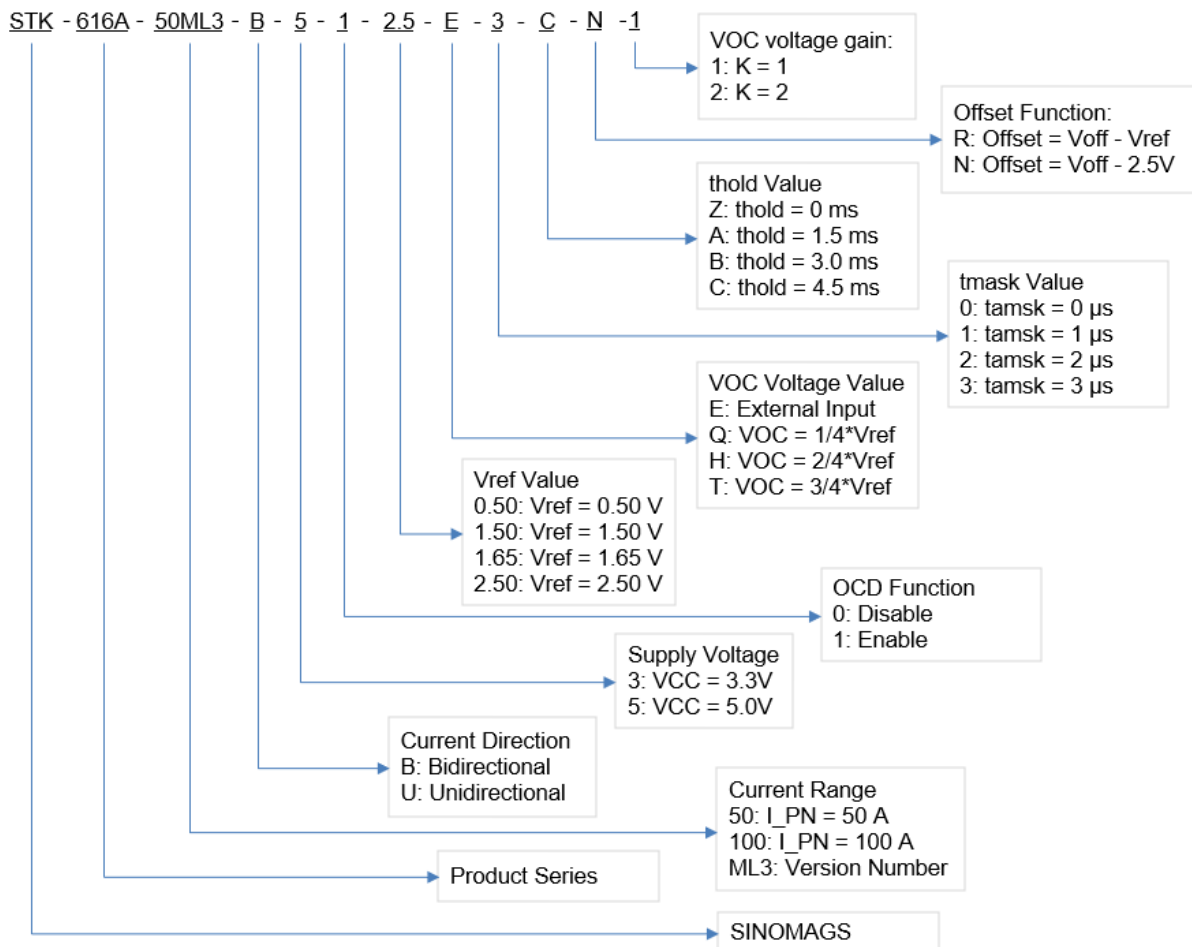 STK - 616A - 50ML3 - B - 5 - 1 - 2.5 - E - 3 - C - N - 1
VOC voltage gain:
1: K = 1
2: K = 2
Offset Function:
R: Offset = Voff - Vref
N: Offset = Voff - 2.5V
thold Value
Z: thold = 0 ms
A: thold = 1.5 ms
B: thold = 3.0 ms
C: thold = 4.5 ms
tmask Value
0: tamsk = 0 µs
1: tamsk = 1 µs
2: tamsk = 2 µs
3: tamsk = 3 µs
VOC Voltage Value
E: External Input
Q: VOC = 1/4*Vref
H: VOC = 2/4*Vref
T: VOC = 3/4*Vref
Vref Value
0.50: Vref = 0.50 V
1.50: Vref = 1.50 V
1.65: Vref = 1.65 V
2.50: Vref = 2.50 V
OCD Function
0: Disable
1: Enable
Supply Voltage
3: VCC = 3.3V
5: VCC = 5.0V
Current Direction
B: Bidirectional
U: Unidirectional
Current Range
50: I_PN = 50 A
100: I_PN = 100 A
ML3: Version Number
Product Series
SINOMAGS